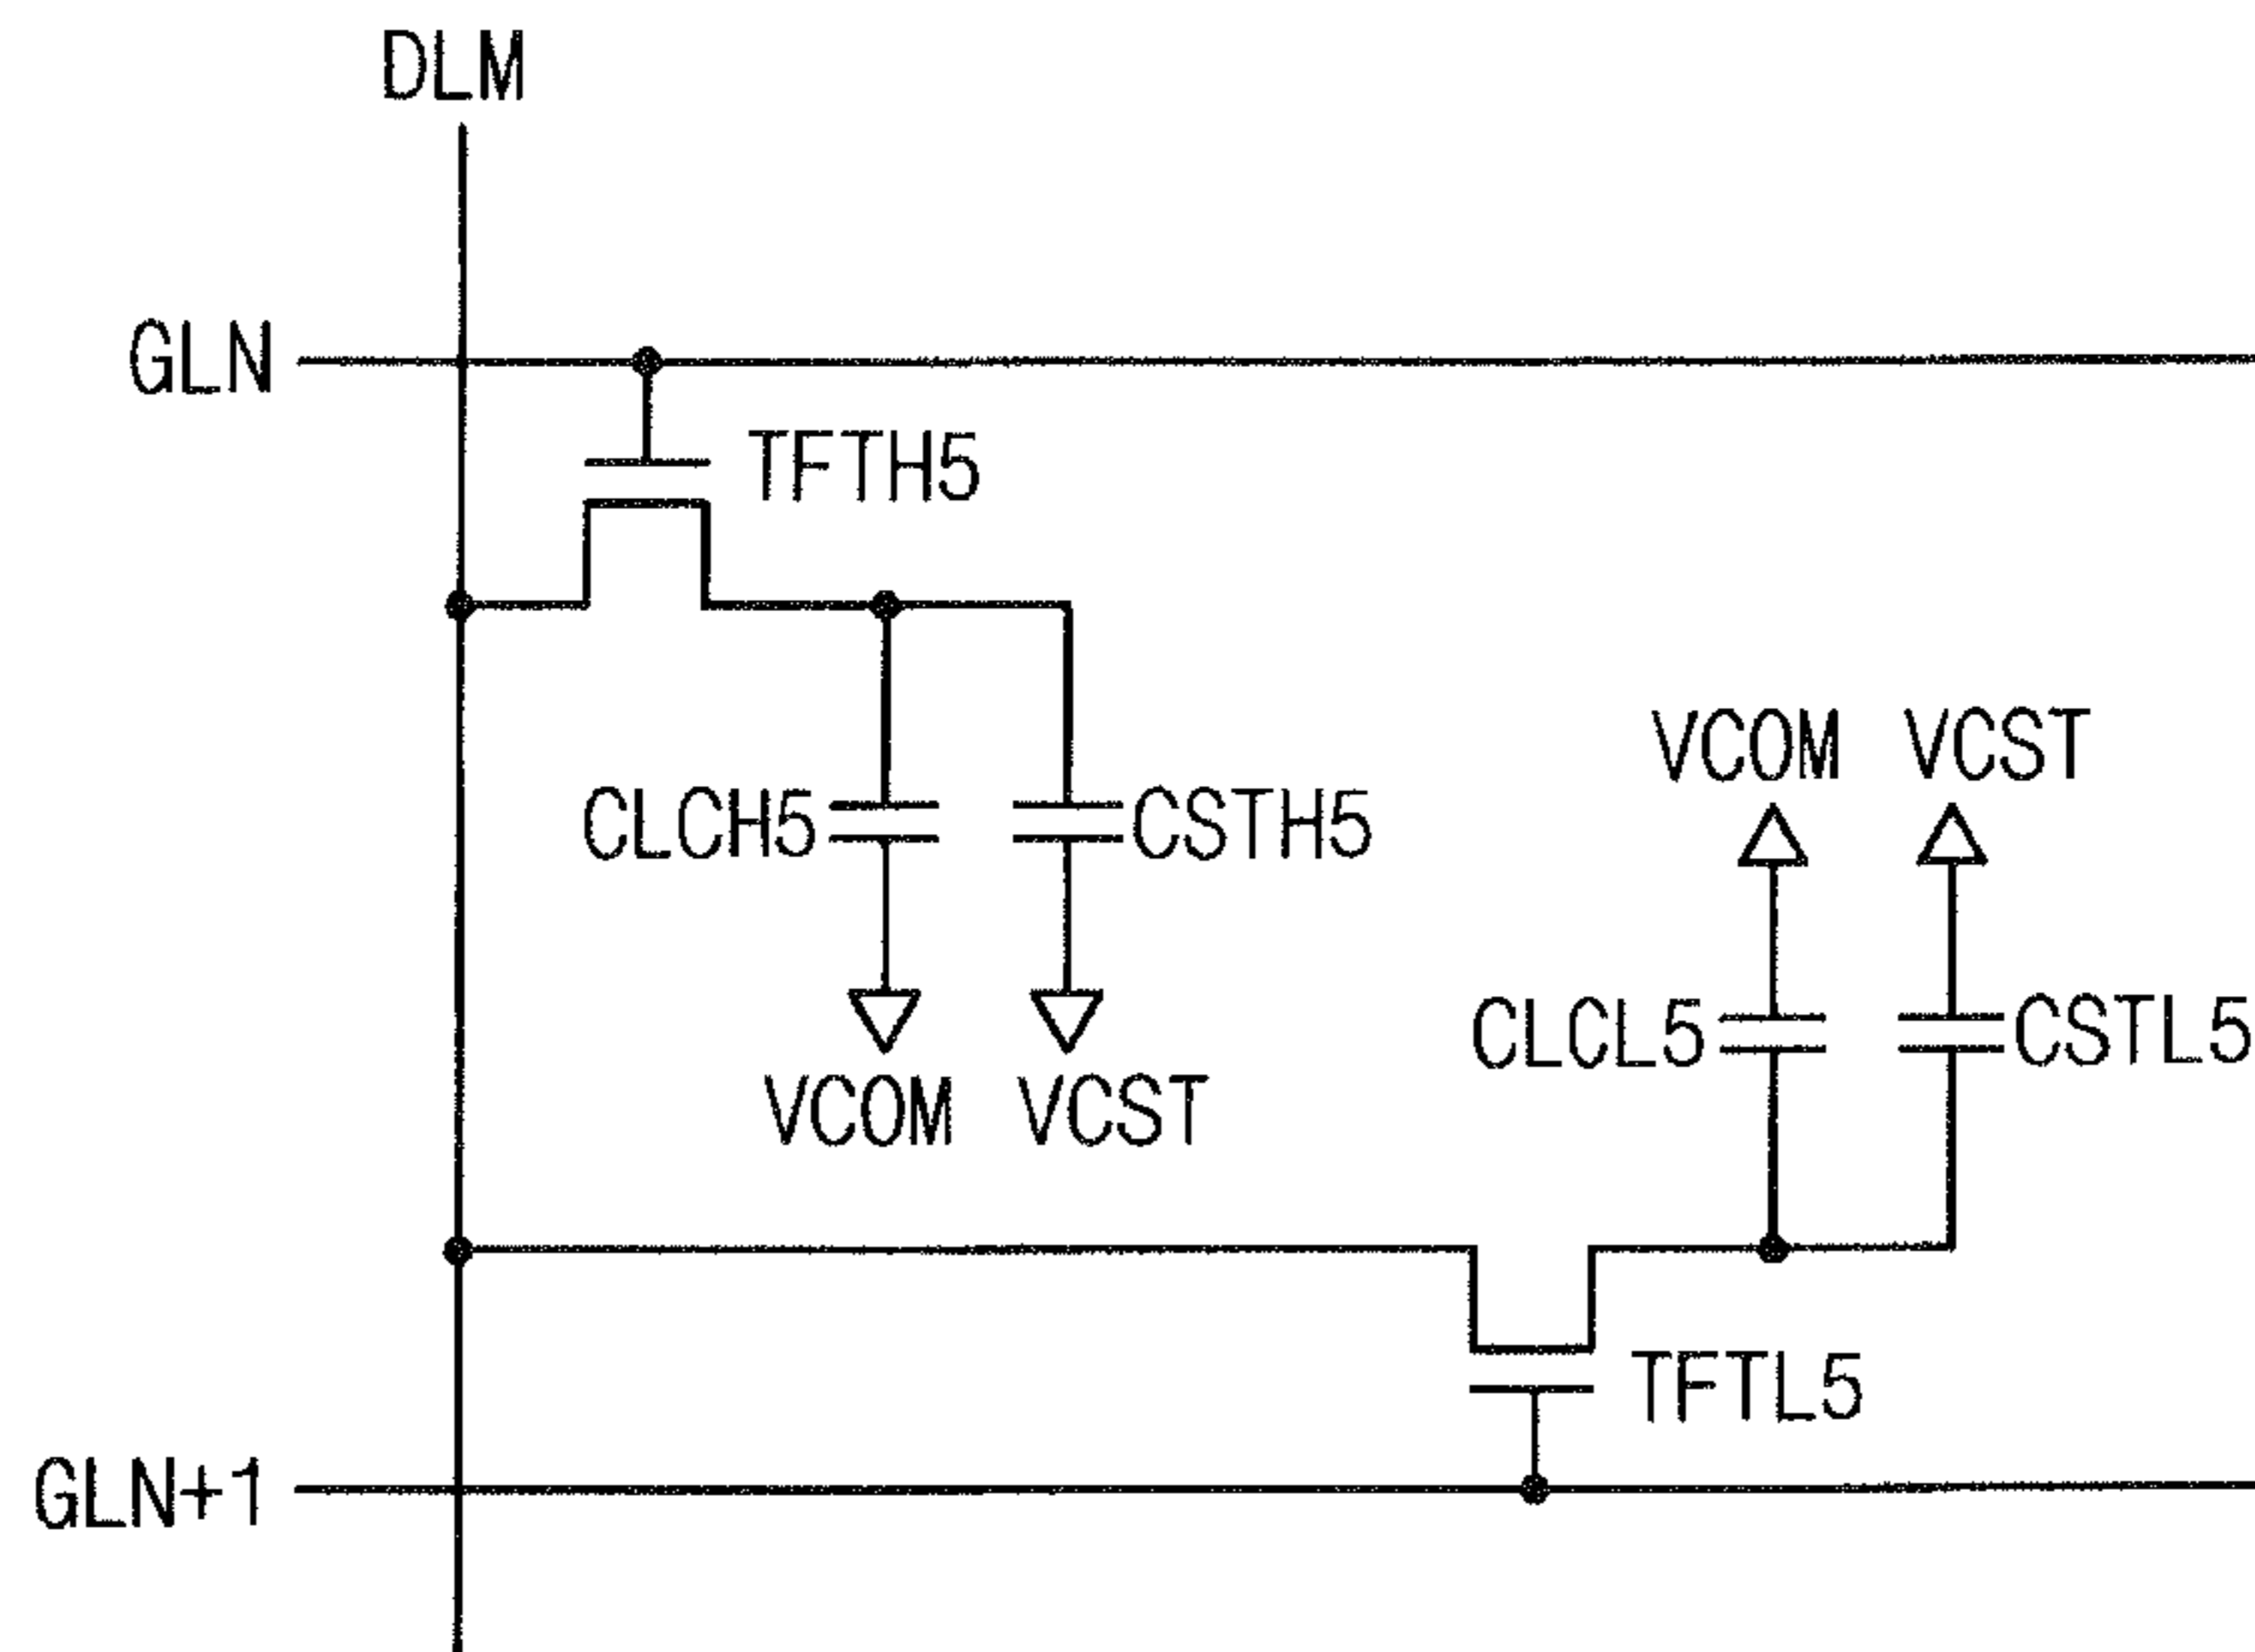 DLM
GLN
TFTH5
VCOM VCST
CLCH5 CSTH5
CLCL5 CSTL5
VCOM VCST
TFTL5
GLN+1